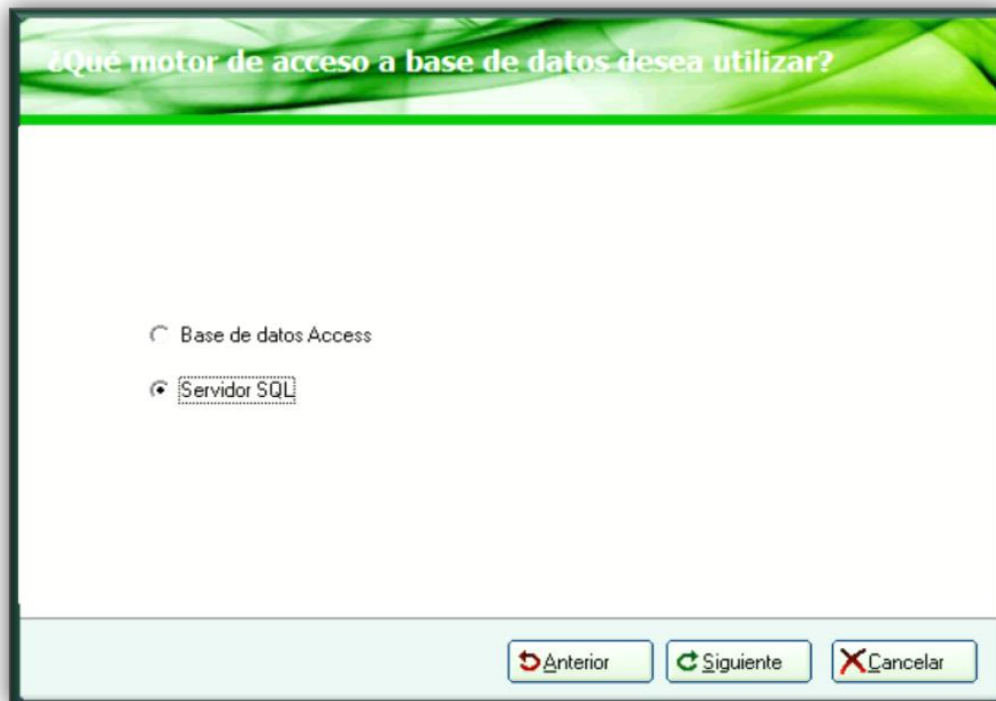 ¿Qué motor de acceso a base de datos desea utilizar?
Base de datos Access
Servidor SQL
Anterior
Siguiente
Cancelar